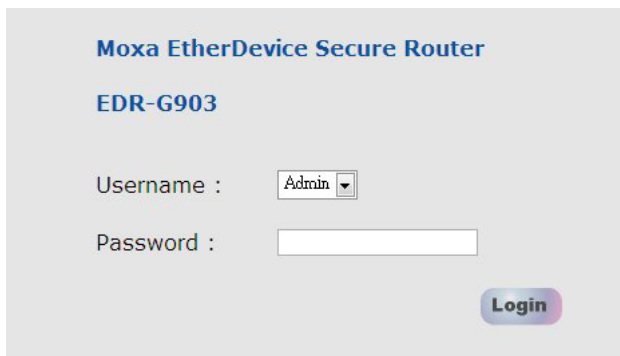 Moxa EtherDevice Secure Router
EDR-G903
Username : Admin
Password :
Login